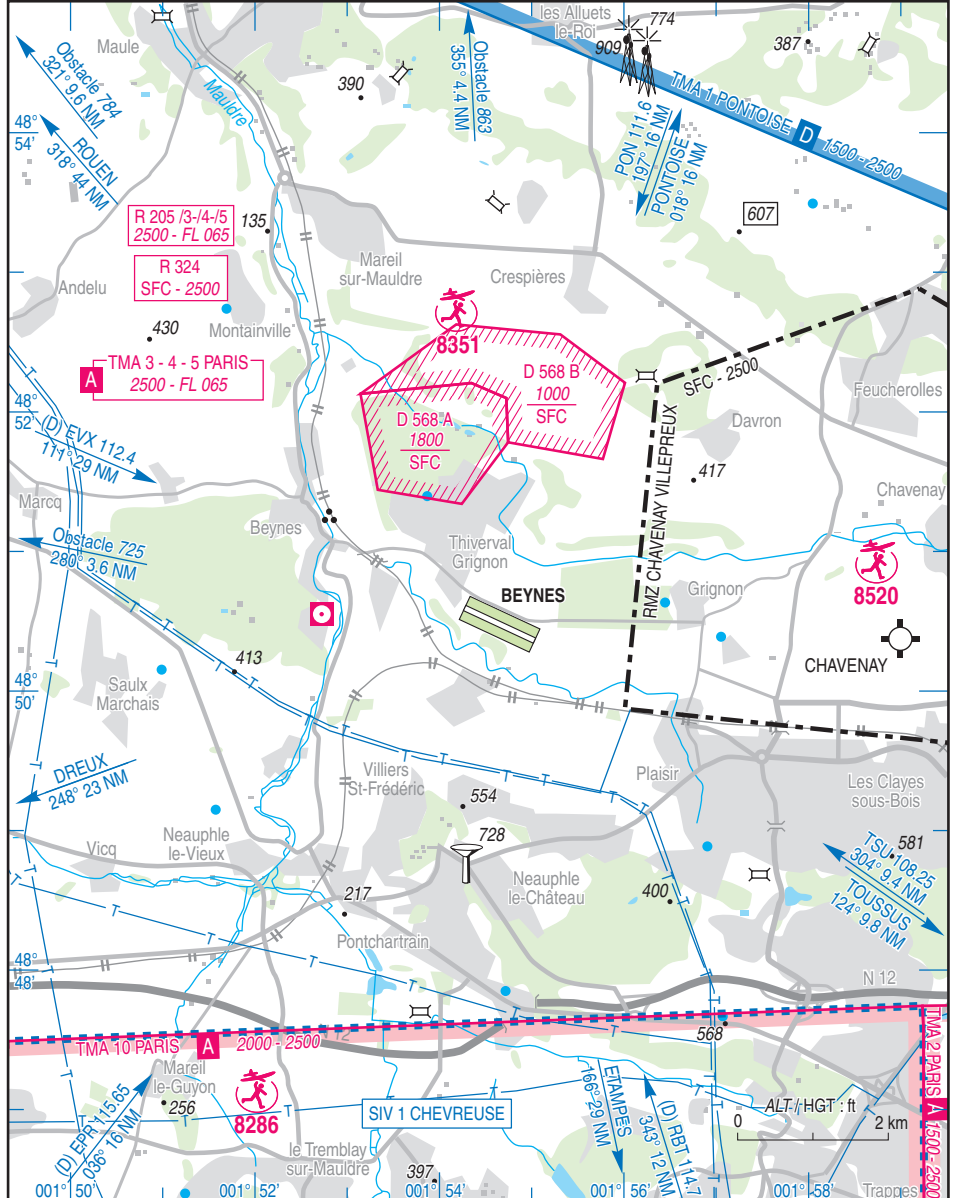 les Alluets
le-Roi
774
909
387
Maule
Mauldre
390
Obstacle 784
321° 9.6 NM
Obstacle 863
355° 4.4 NM
TMA 1 PONTOISE D 1500 - 2500
48°
54'
ROUEN
318° 44 NM
PON 111.6
197° 16 NM
PONTOISE
018° 16 NM
R 205 /3-/4-/5
2500 - FL 065
135
607
R 324
SFC - 2500
Mareil
sur-Mauldre
Crespières
Andelu
Montainville
430
8351
A
TMA 3 - 4 - 5 PARIS
2500 - FL 065
D 568 B
1000
SFC
SFC - 2500
Feucherolles
48°
52'
D 568 A
1800
SFC
Davron
(D) EVX 112.4
111° 29 NM
RMZ CHAVENAY VILLEPREUX
417
Chavenay
Marcq
Beynes
Obstacle 725
280° 3.6 NM
Thiverval
Grignon
BEYNES
Grignon
8520
CHAVENAY
413
48°
50'
Saulx
Marchais
DREUX
248° 23 NM
Villiers
St-Frédéric
Plaisir
Les Clayes
sous-Bois
554
728
Vicq
Neauphle
le-Vieux
581
TSU 108.25
304° 9.4 NM
TOUSSUS
124° 9.8 NM
Neauphle
le-Château
400
217
Pontchartrain
48°
48'
N 12
12
568
TMA 10 PARIS A 2000 - 2500
TMA 2 PARIS A 1500 - 2500
Mareil
le-Guyon
256
8286
(D) EPR 115.65
036° 16 NM
SIV 1 CHEVREUSE
ETAMPES
166° 29 NM
(D) RBT 114.7
343° 12 NM
ALT / HGT : ft
0
2 km
le Tremblay
sur-Mauldre
397
Trappes
001° 50'
001° 52'
001° 54'
001° 56'
001° 58'